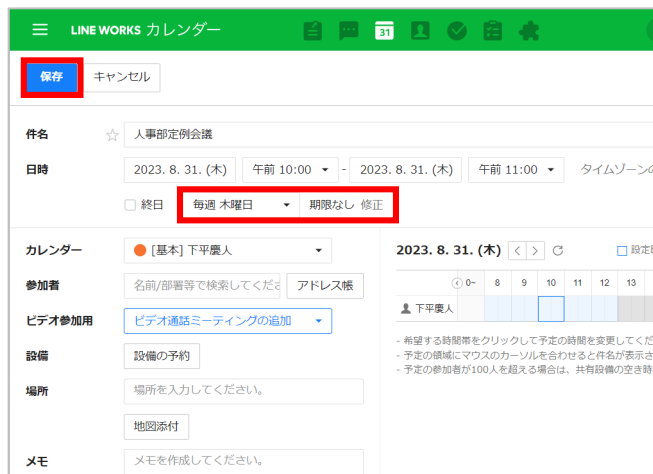 LINE WORKS カレンダー 31
保存 キャンセル
件名 ☆ 人事部定例会議
日時 2023. 8. 31. (木) 午前 10:00 - 2023. 8. 31. (木) 午前 11:00 タイムゾーンの
終日 毎週 木曜日 期限なし 修正
カレンダー [基本] 下平慶人
2023. 8. 31. (木) < > 設定
参加者 名前/部署等で検索してくださ アドレス帳
0~ 8 9 10 11 12 13
下平慶人
ビデオ参加用 ビデオ通話ミーティングの追加
- 希望する時間帯をクリックして予定の時間を変更してくだ
- 予定の領域にマウスのカーソルを合わせると件名が表示さ
- 予定の参加者が100人を超える場合は、共有設備の空き時
設備 設備の予約
場所 場所を入力してください。
地図添付
メモ メモを作成してください。